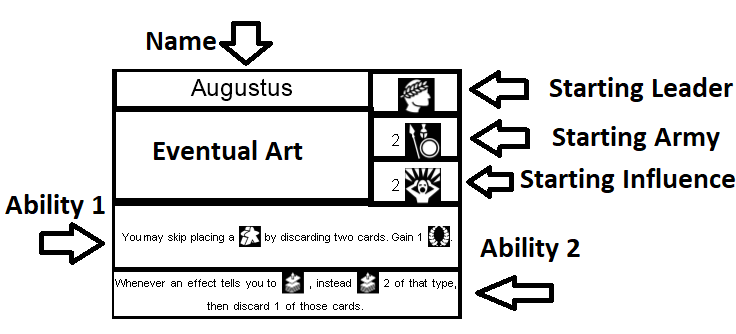 Name
Augustus
Starting Leader
Eventual Art
2
Starting Army
2
Starting Influence
Ability 1
You may skip placing a by discarding two cards. Gain 1 .
Ability 2
Whenever an effect tells you to , instead 2 of that type,
then discard 1 of those cards.